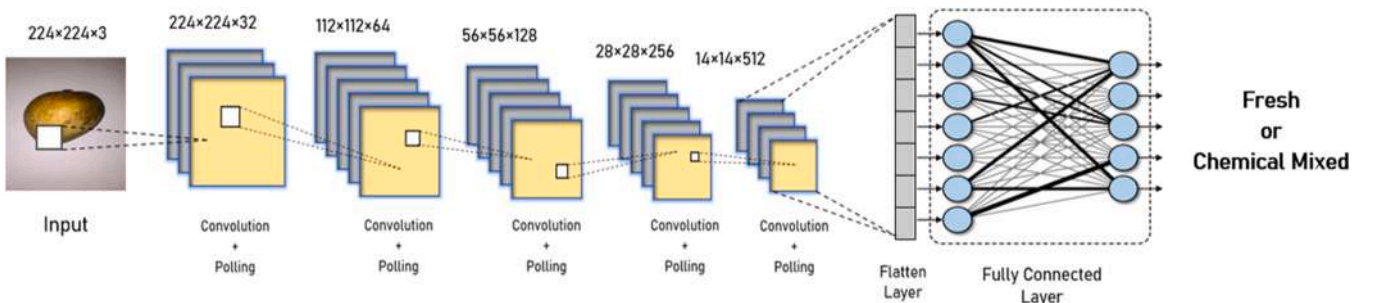 224×224×3
224×224×32
112×112×64
56×56×128
28×28×256
14×14×512
Input
Convolution
+
Polling
Convolution
+
Polling
Convolution
+
Polling
Convolution
+
Polling
Convolution
+
Polling
Flatten
Layer
Fully Connected
Layer
Fresh
or
Chemical Mixed